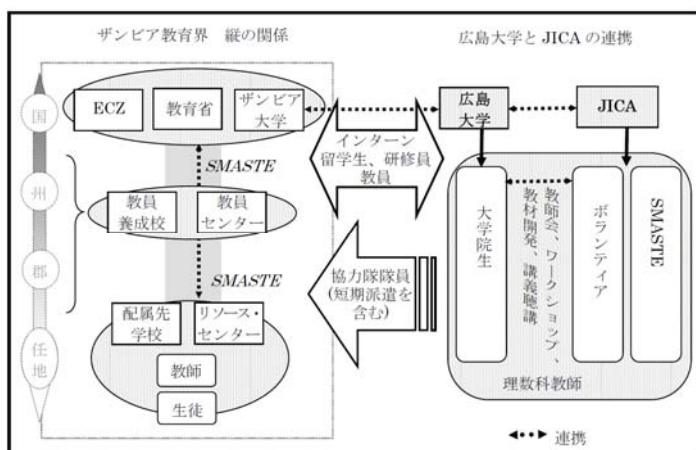 ザンビア教育界　縦の関係
国
州
郡
任地
ECZ
教育省
ザンビア
大学
SMASTE
教員
養成校
教員
センター
SMASTE
配属先
学校
リソース・
センター
教師
生徒
インターン
留学生、研修員
教員
協力隊隊員
(短期派遣を
含む)
広島大学と JICA の連携
広島
大学
JICA
大学院生
教師会、ワークショップ、
教材開発、講義聴講
ボランティア
SMASTE
理数科教師
連携